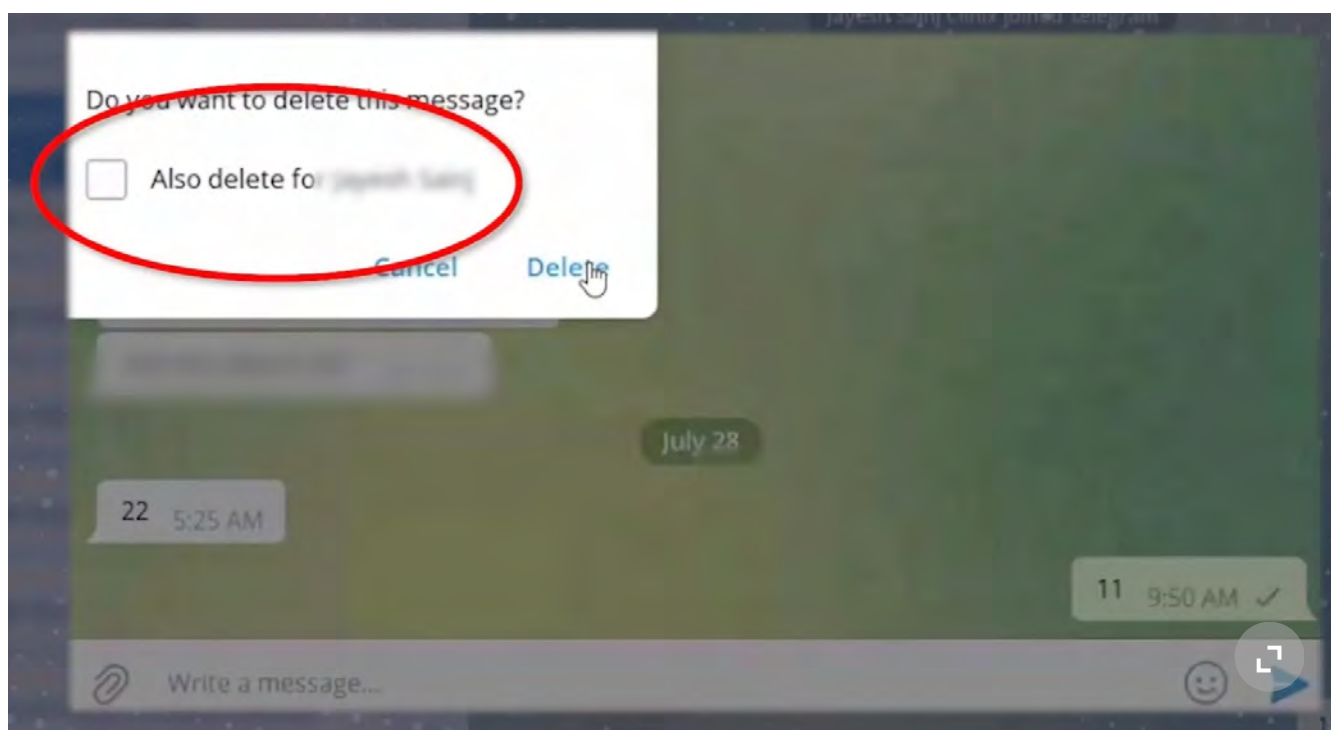 Do you want to delete this message?
Also delete for
Cancel Delete
July 28
22 5:25 AM
11 9:50 AM
Write a message...